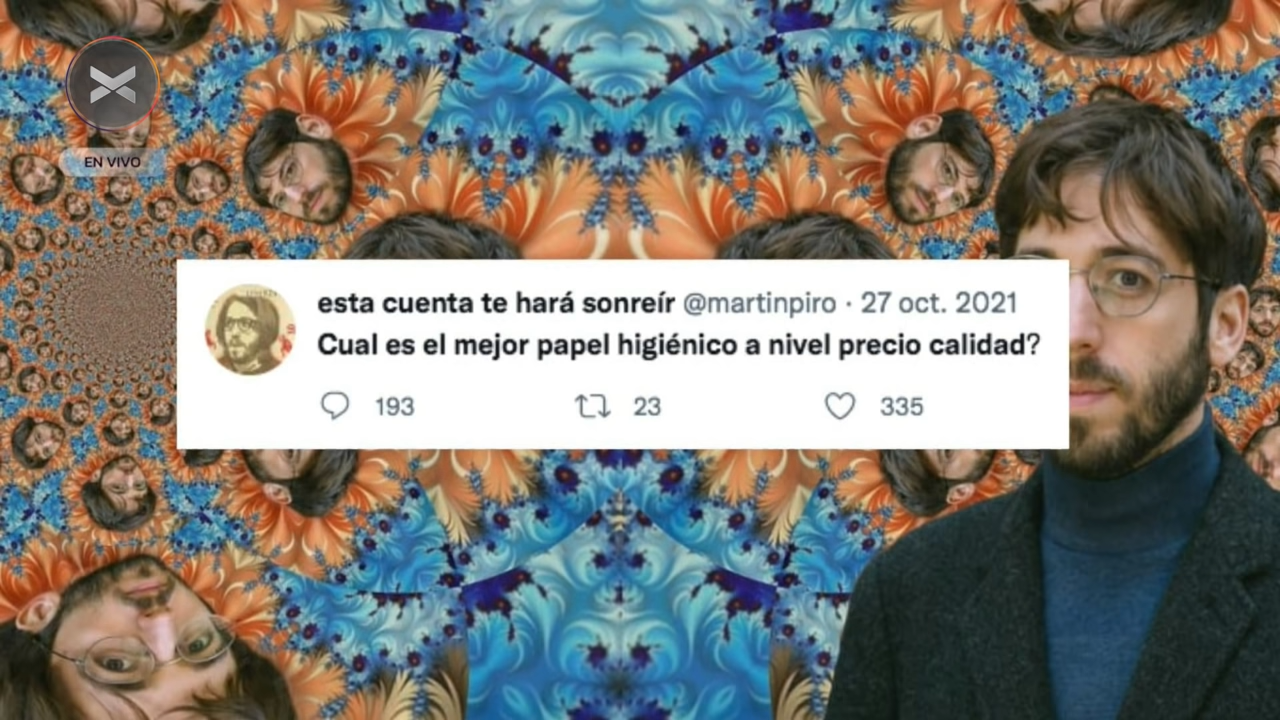 EN VIVO
esta cuenta te hará sonreír @martinpiro · 27 oct. 2021
Cual es el mejor papel higiénico a nivel precio calidad?
193 23 335